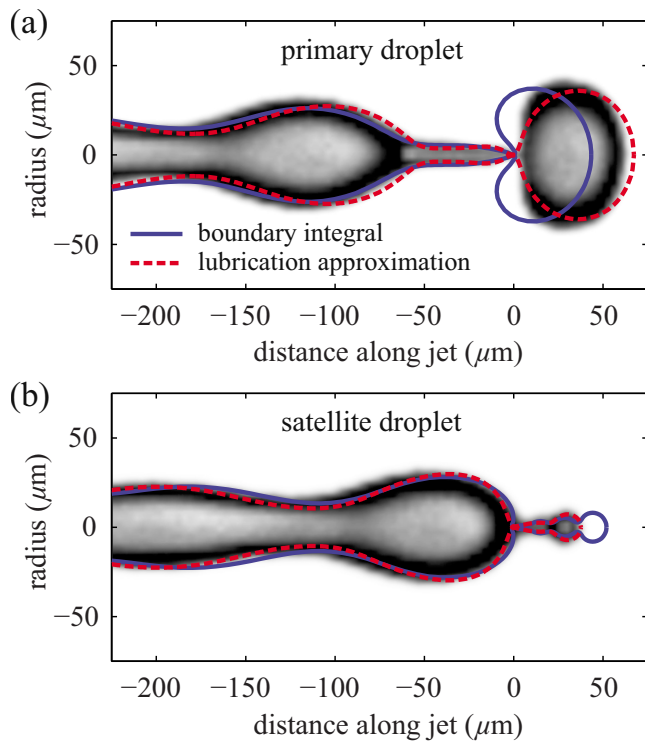 (a)
primary droplet
50
0
−50
radius (μm)
boundary integral
lubrication approximation
−200 −150 −100 −50 0 50
distance along jet (μm)
(b)
satellite droplet
50
0
−50
radius (μm)
−200 −150 −100 −50 0 50
distance along jet (μm)